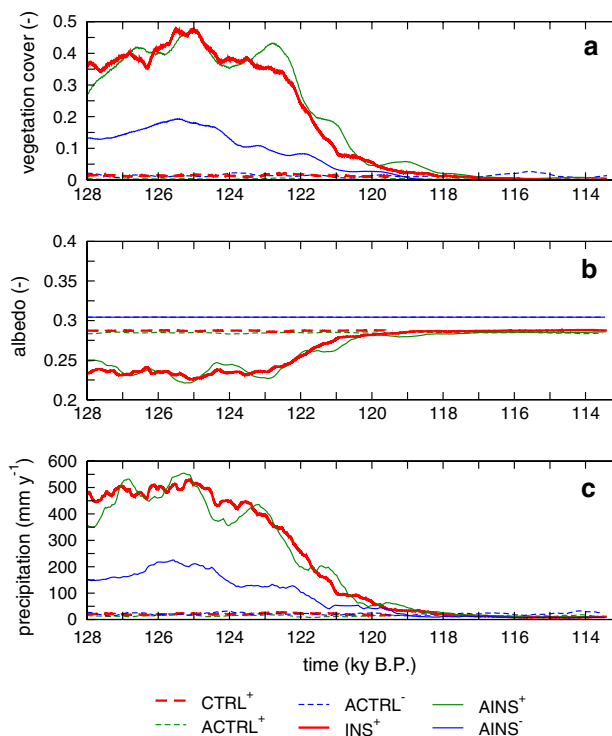 0.5
0.4
0.3
0.2
0.1
0
vegetation cover (-)
a
128 126 124 122 120 118 116 114
0.4
0.35
0.3
0.25
0.2
albedo (-)
b
128 126 124 122 120 118 116 114
600
500
400
300
200
100
0
precipitation (mm y⁻¹)
c
128 126 124 122 120 118 116 114
time (ky B.P.)
CTRL⁺ ACTRL⁻ AINS⁺
ACTRL⁺ INS⁺ AINS⁻